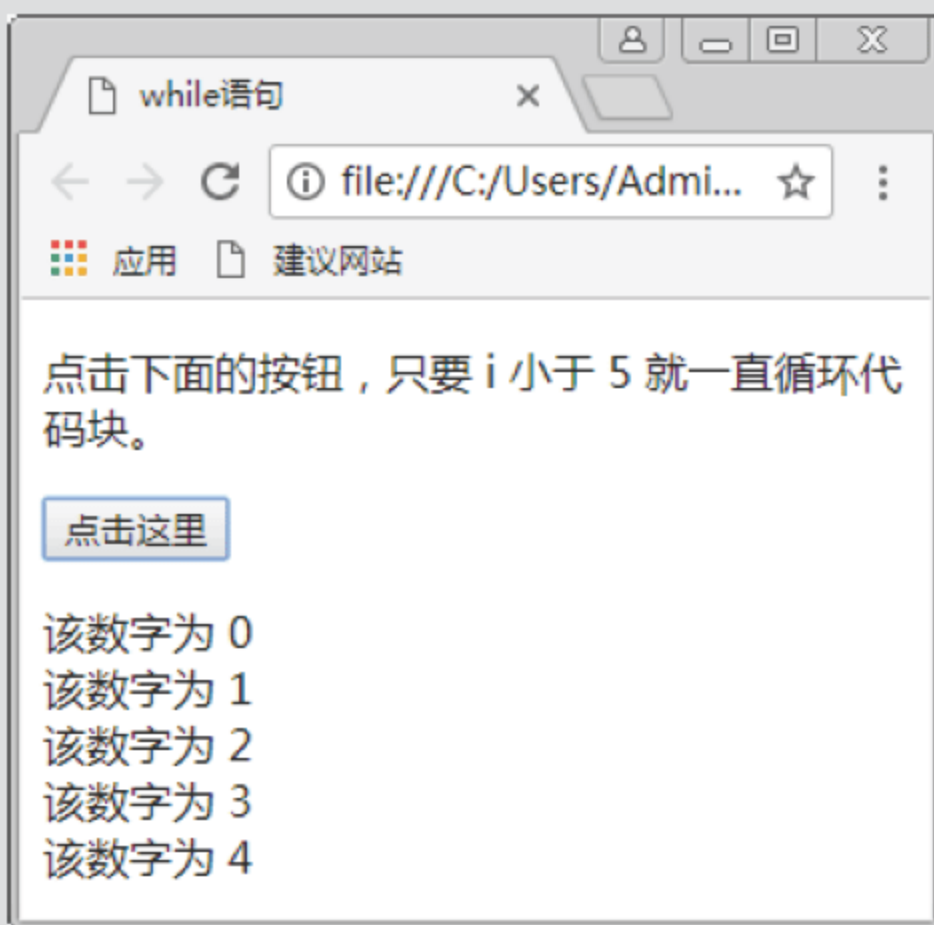 while语句
file:///C:/Users/Admi...
应用 建议网站
点击下面的按钮，只要 i 小于 5 就一直循环代
码块。
点击这里
该数字为 0
该数字为 1
该数字为 2
该数字为 3
该数字为 4